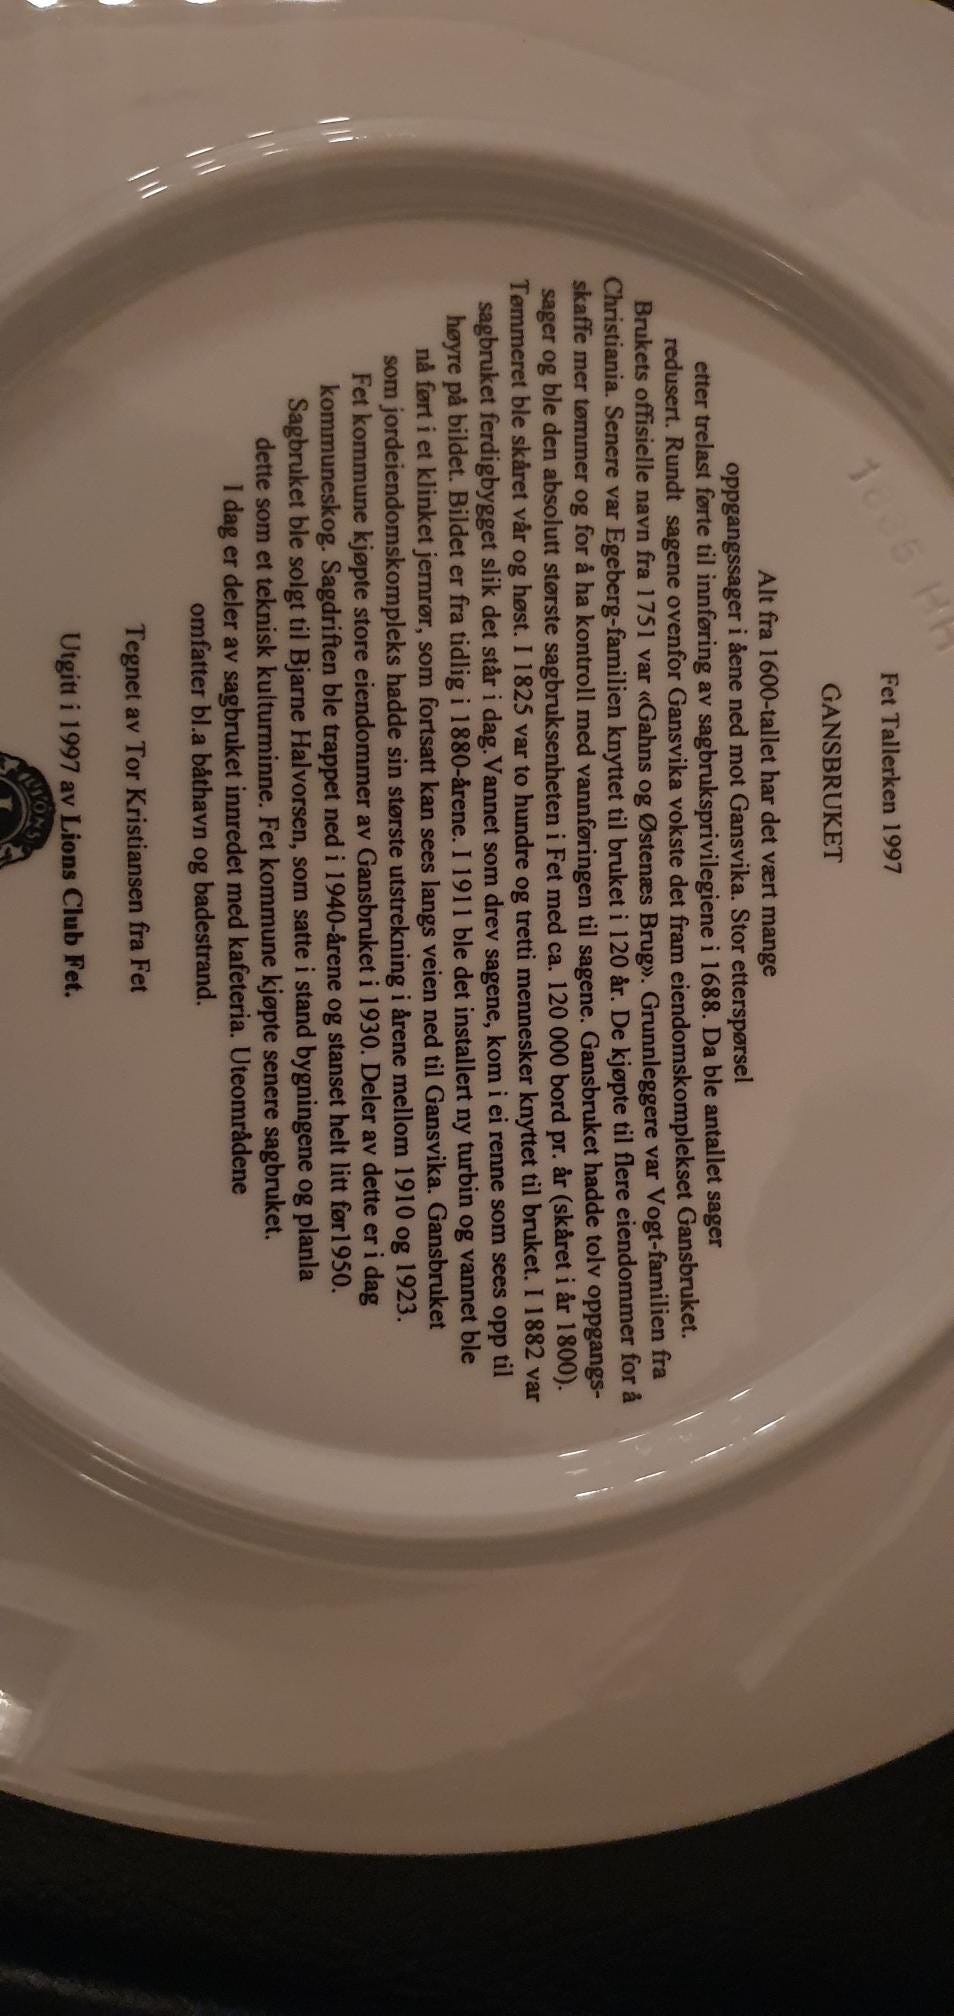 Fet Tallerken 1997
GANSBRUKET
Alt fra 1600-tallet har det vært mange
oppgangssager i åene ned mot Gansvika. Stor etterspørsel
etter trelast førte til innføring av sagbruksprivilegiene i 1688. Da ble antallet sager
redusert. Rundt sagene ovenfor Gansvika vokste det fram eiendomskomplekset Gansbruket.
Brukets offisielle navn fra 1751 var «Gahns og Østenæs Brug». Grunnleggere var Vogt-familien fra
Christiania. Senere var Egeberg-familien knyttet til bruket i 120 år. De kjøpte til flere eiendommer for å
skaffe mer tømmer og for å ha kontroll med vannføringen til sagene. Gansbruket hadde tolv oppgangs-
sager og ble den absolutt største sagbruksenheten i Fet med ca. 120 000 bord pr. år (skåret i år 1800).
Tømmeret ble skåret vår og høst. I 1825 var to hundre og tretti mennesker knyttet til bruket. I 1882 var
sagbruket ferdigbygget slik det står i dag. Vannet som drev sagene, kom i ei renne som sees opp til
høyre på bildet. Bildet er fra tidlig i 1880-årene. I 1911 ble det installert ny turbin og vannet ble
nå ført i et klinket jernrør, som fortsatt kan sees langs veien ned til Gansvika. Gansbruket
som jordeiendomskompleks hadde sin største utstrekning i årene mellom 1910 og 1923.
Fet kommune kjøpte store eiendommer av Gansbruket i 1930. Deler av dette er i dag
kommuneskog. Sagdriften ble trappet ned i 1940-årene og stanset helt litt før1950.
Sagbruket ble solgt til Bjarne Halvorsen, som satte i stand bygningene og planla
dette som et teknisk kulturminne. Fet kommune kjøpte senere sagbruket.
I dag er deler av sagbruket innredet med kafeteria. Uteområdene
omfatter bl.a båthavn og badestrand.
Tegnet av Tor Kristiansen fra Fet
Utgitt i 1997 av Lions Club Fet.
LIONS